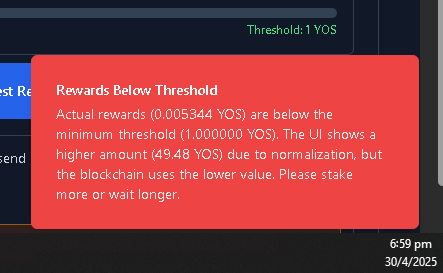 Threshold: 1 YOS
Rewards Below Threshold
est Re
Actual rewards (0.005344 YOS) are below the
minimum threshold (1.000000 YOS). The UI shows a
higher amount (49.48 YOS) due to normalization, but
send
the blockchain uses the lower value. Please stake
more or wait longer.
6:59 pm
30/4/2025